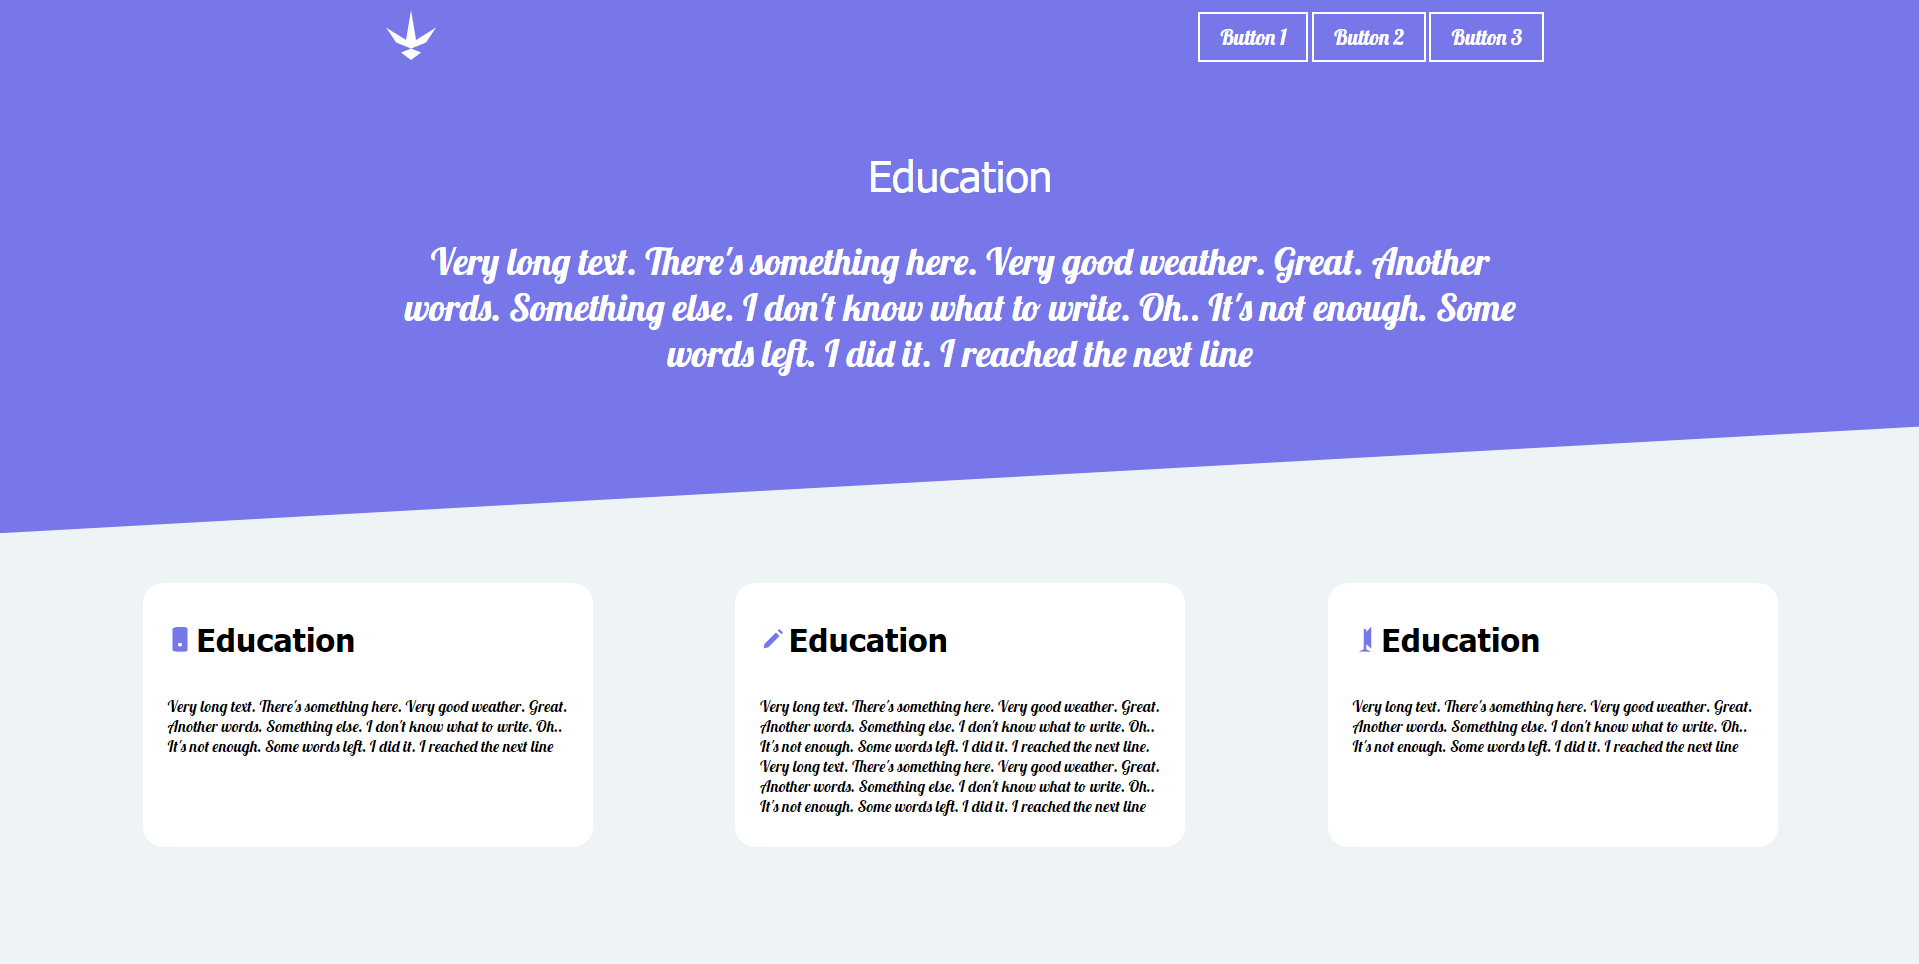 Button 1 Button 2 Button 3
Education
Very long text. There's something here. Very good weather. Great. Another
words. Something else. I don't know what to write. Oh.. It's not enough. Some
words left. I did it. I reached the next line
Education
Very long text. There's something here. Very good weather. Great.
Another words. Something else. I don't know what to write. Oh..
It's not enough. Some words left. I did it. I reached the next line
Education
Very long text. There's something here. Very good weather. Great.
Another words. Something else. I don't know what to write. Oh..
It's not enough. Some words left. I did it. I reached the next line.
Very long text. There's something here. Very good weather. Great.
Another words. Something else. I don't know what to write. Oh..
It's not enough. Some words left. I did it. I reached the next line
Education
Very long text. There's something here. Very good weather. Great.
Another words. Something else. I don't know what to write. Oh..
It's not enough. Some words left. I did it. I reached the next line